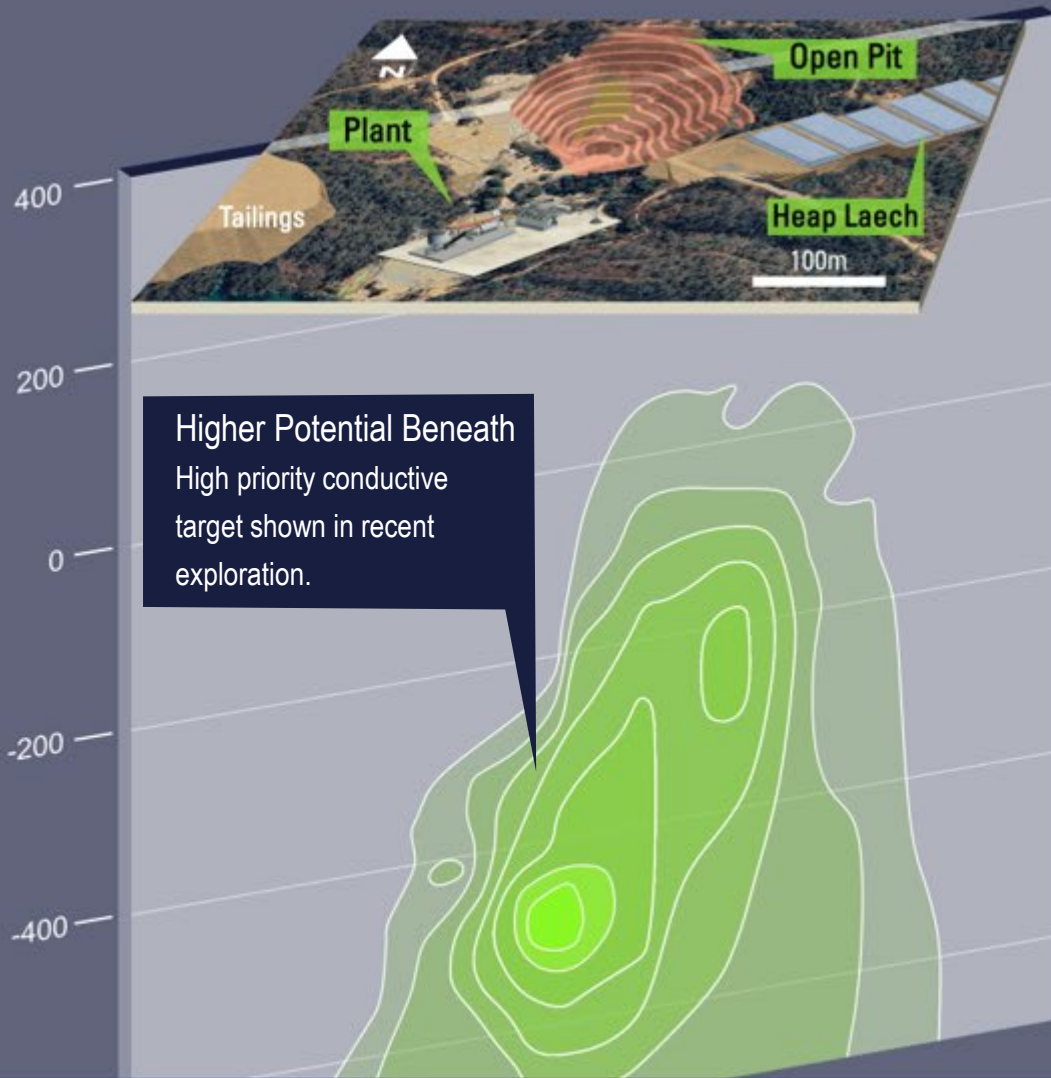 N
Open Pit
Plant
Tailings
Heap Laech
100m
400
200
0
-200
-400
Higher Potential Beneath
High priority conductive
target shown in recent
exploration.